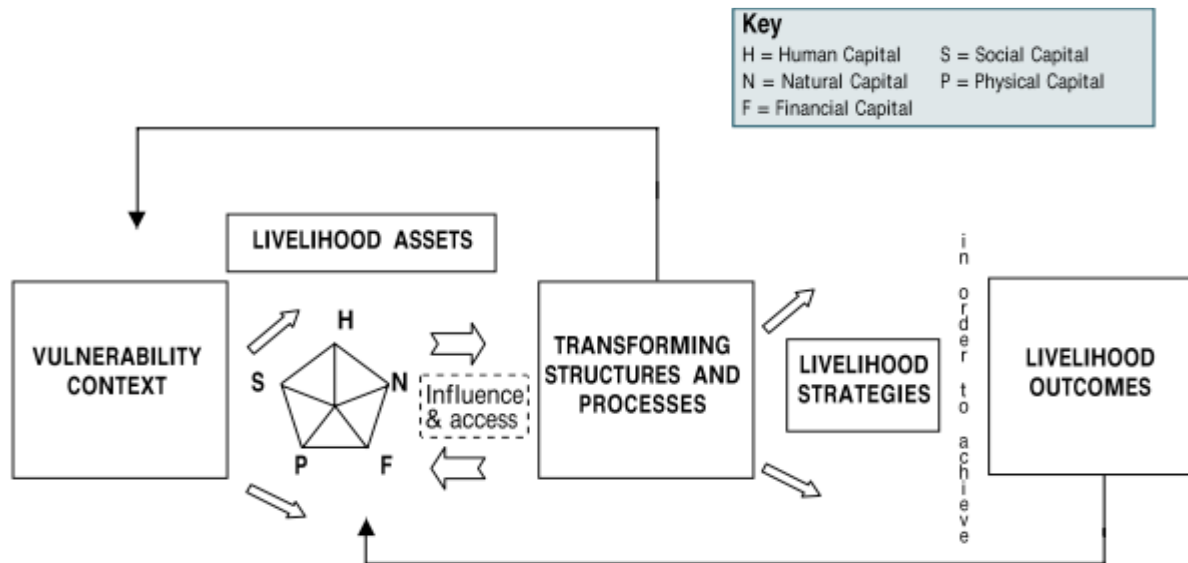 Key
H = Human Capital S = Social Capital
N = Natural Capital P = Physical Capital
F = Financial Capital
LIVELIHOOD ASSETS
VULNERABILITY
CONTEXT
H
S
N
P
F
Influence
& access
TRANSFORMING
STRUCTURES AND
PROCESSES
LIVELIHOOD
STRATEGIES
in order to achieve
LIVELIHOOD
OUTCOMES